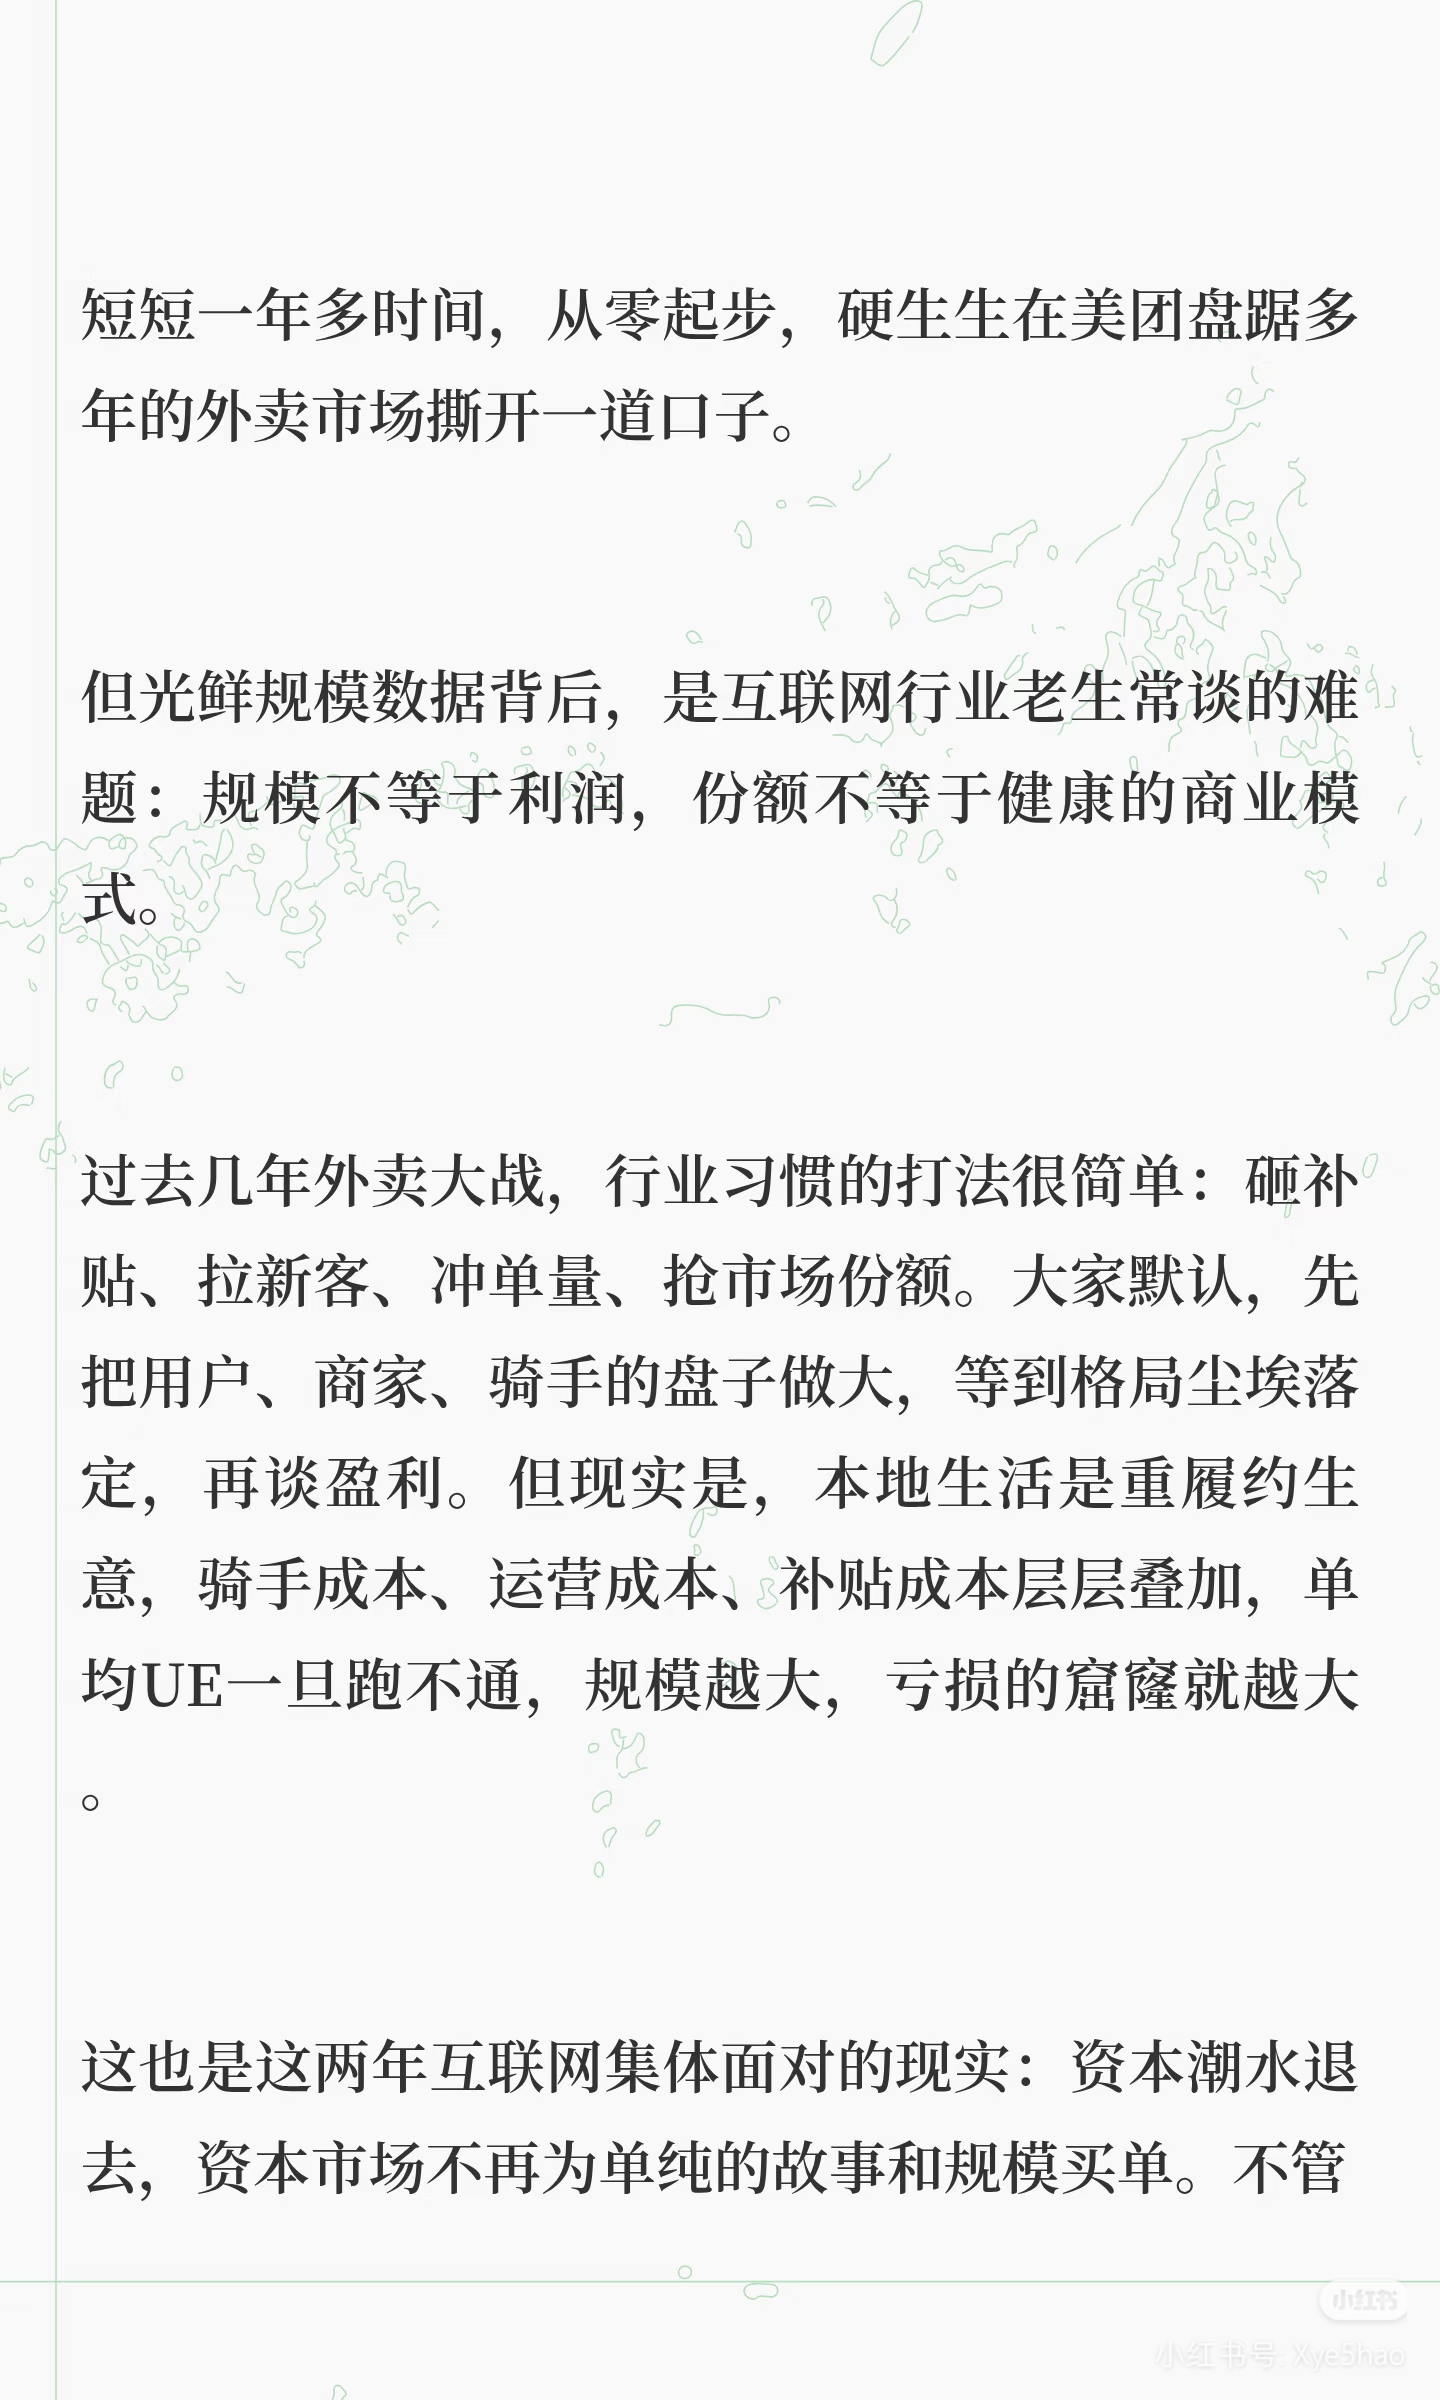 短短一年多时间，从零起步，硬生生在美团盘踞多
年的外卖市场撕开一道口子。
但光鲜规模数据背后，是互联网行业老生常谈的难
题：规模不等于利润，份额不等于健康的商业模
式。
过去几年外卖大战，行业习惯的打法很简单：砸补
贴、拉新客、冲单量、抢市场份额。大家默认，先
把用户、商家、骑手的盘子做大，等到格局尘埃落
定，再谈盈利。但现实是，本地生活是重履约生
意，骑手成本、运营成本、补贴成本层层叠加，单
均UE一旦跑不通，规模越大，亏损的窟窿就越大
。
这也是这两年互联网集体面对的现实：资本潮水退
去，资本市场不再为单纯的故事和规模买单。不管
小红书
小红书号: Xye5hao